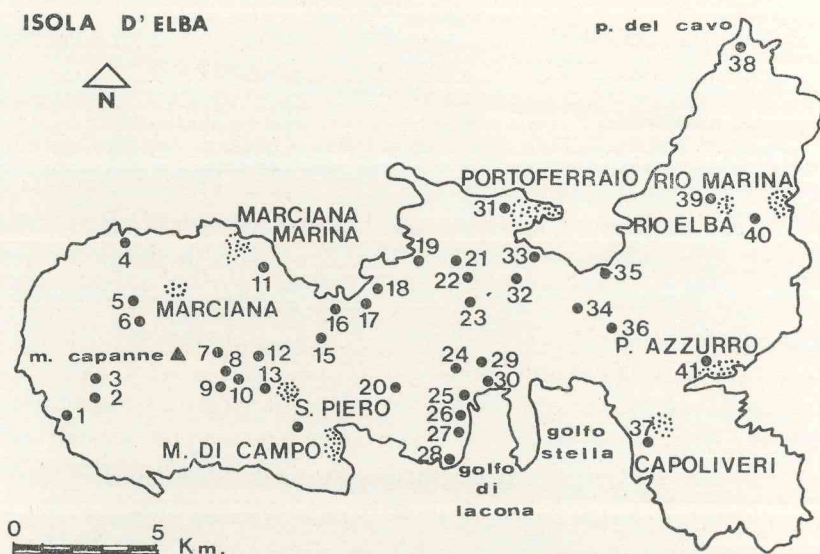 ISOLA D'ELBA
p. del cavo
N
38
PORTOFERRAIO
RIO MARINA
31
39
MARCIANA
MARINA
RIO ELBA
40
4
11
19
21
33
35
22
32
5
MARCIANA
18
23
6
16
17
34
36
15
m. capanne
7
12
P. AZZURRO
8
24
29
41
3
9
10
13
20
30
2
25
1
S. PIERO
26
27
golfo
stella
37
M. DI CAMPO
28
golfo
di
lacona
CAPOLIVERI
0
5
Km.